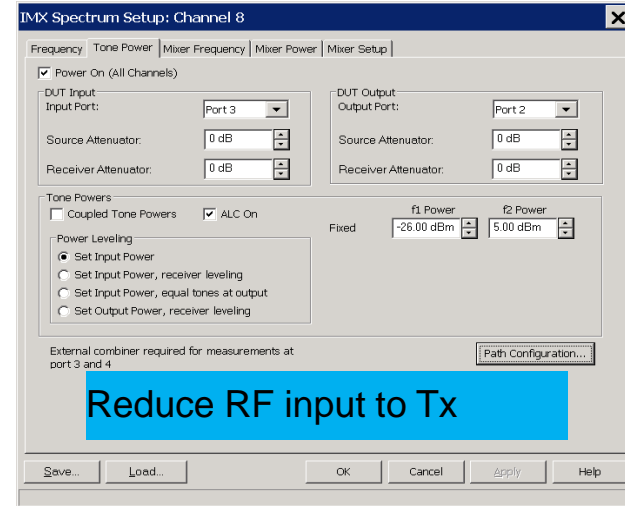 IMX Spectrum Setup: Channel 8
Frequency Tone Power Mixer Frequency Mixer Power Mixer Setup
Power On (All Channels)
DUT Input
Input Port: Port 3
Source Attenuator: 0 dB
Receiver Attenuator: 0 dB
DUT Output
Output Port: Port 2
Source Attenuator: 0 dB
Receiver Attenuator: 0 dB
Tone Powers
Coupled Tone Powers ALC On
Power Leveling
Set Input Power
Set Input Power, receiver leveling
Set Input Power, equal tones at output
Set Output Power, receiver leveling
f1 Power f2 Power
Fixed -26.00 dBm 5.00 dBm
External combiner required for measurements at
port 3 and 4
Path Configuration...
Reduce RF input to Tx
Save... Load... OK Cancel Apply Help